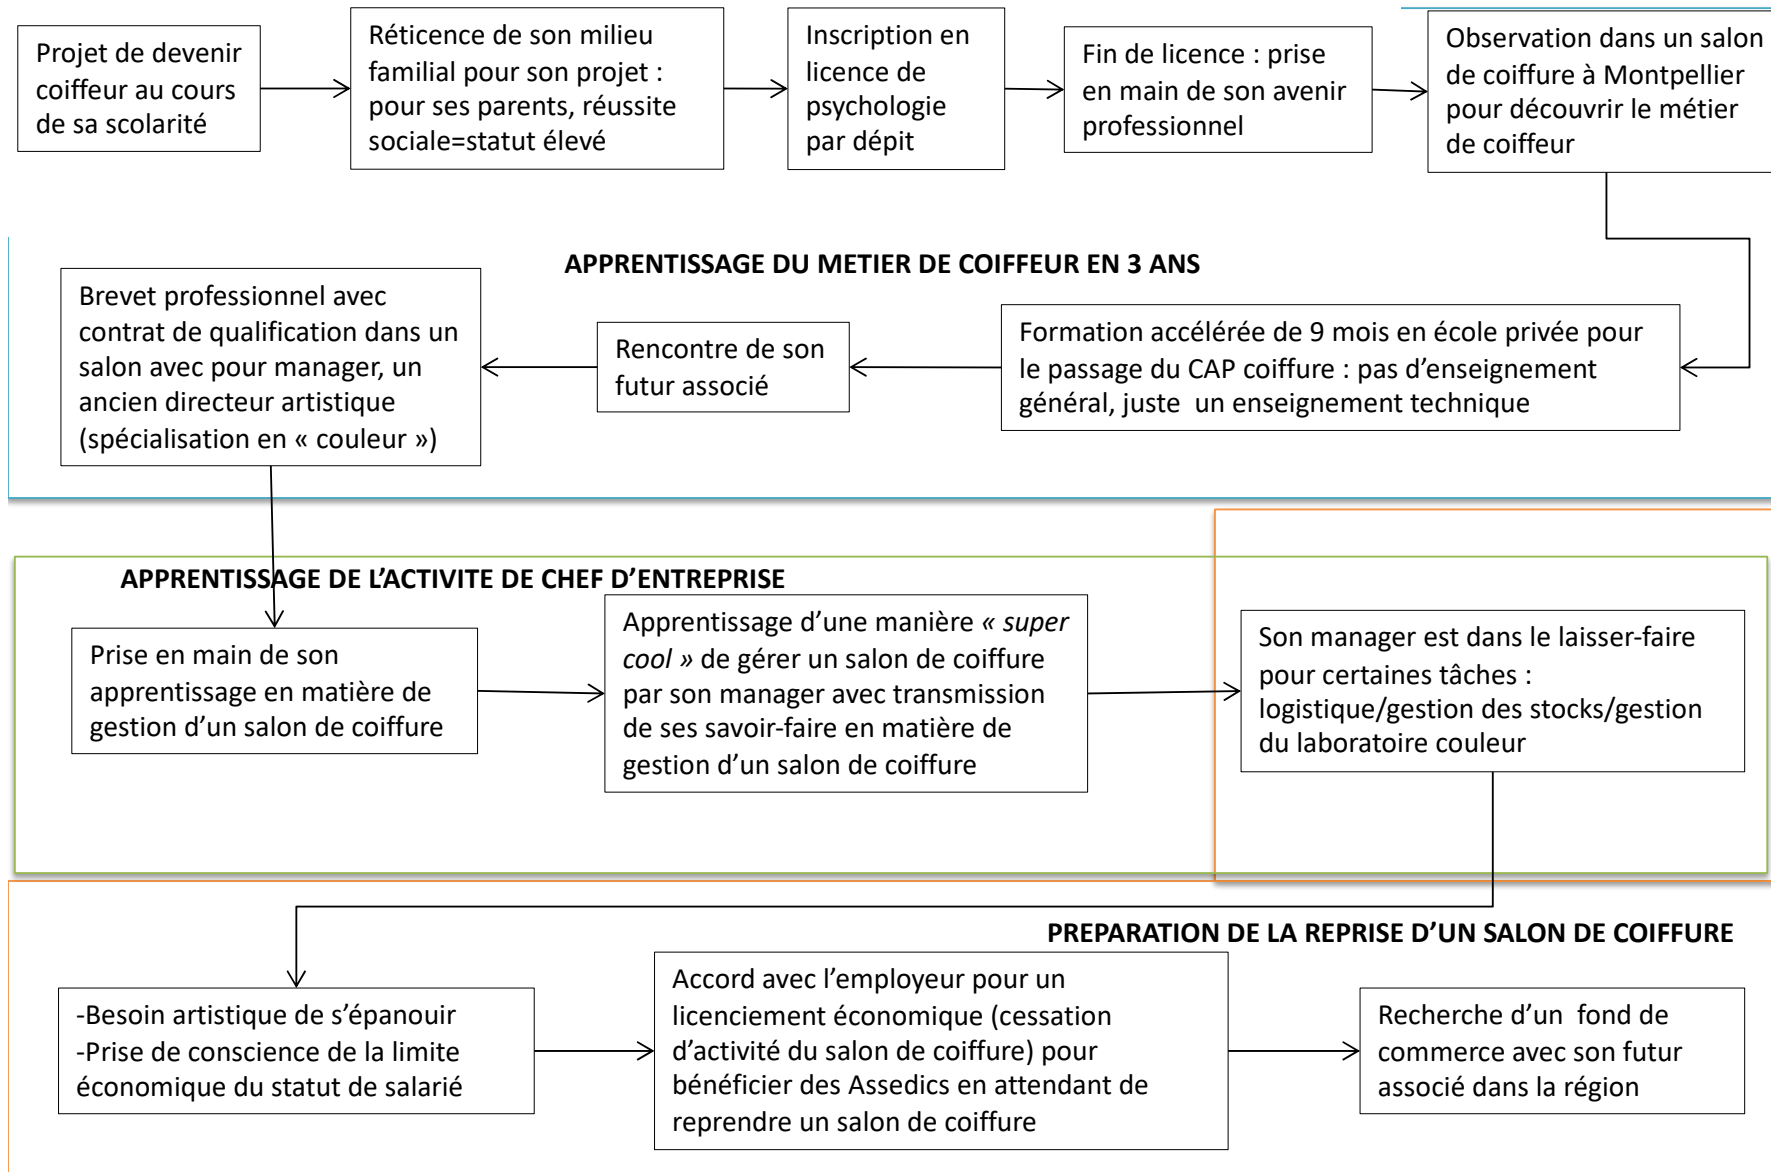 Projet de devenir
coiffeur au cours
de sa scolarité
Réticence de son milieu
familial pour son projet :
pour ses parents, réussite
sociale=statut élevé
Inscription en
licence de
psychologie
par dépit
Fin de licence : prise
en main de son avenir
professionnel
Observation dans un salon
de coiffure à Montpellier
pour découvrir le métier
de coiffeur
APPRENTISSAGE DU METIER DE COIFFEUR EN 3 ANS
Formation accélérée de 9 mois en école privée pour
le passage du CAP coiffure : pas d’enseignement
général, juste un enseignement technique
Rencontre de son
futur associé
Brevet professionnel avec
contrat de qualification dans un
salon avec pour manager, un
ancien directeur artistique
(spécialisation en « couleur »)
APPRENTISSAGE DE L’ACTIVITE DE CHEF D’ENTREPRISE
Prise en main de son
apprentissage en matière de
gestion d’un salon de coiffure
Apprentissage d’une manière « super
cool » de gérer un salon de coiffure
par son manager avec transmission
de ses savoir-faire en matière de
gestion d’un salon de coiffure
Son manager est dans le laisser-faire
pour certaines tâches :
logistique/gestion des stocks/gestion
du laboratoire couleur
PREPARATION DE LA REPRISE D’UN SALON DE COIFFURE
-Besoin artistique de s’épanouir
-Prise de conscience de la limite
économique du statut de salarié
Accord avec l’employeur pour un
licenciement économique (cessation
d’activité du salon de coiffure) pour
bénéficier des Assedics en attendant de
reprendre un salon de coiffure
Recherche d’un fond de
commerce avec son futur
associé dans la région